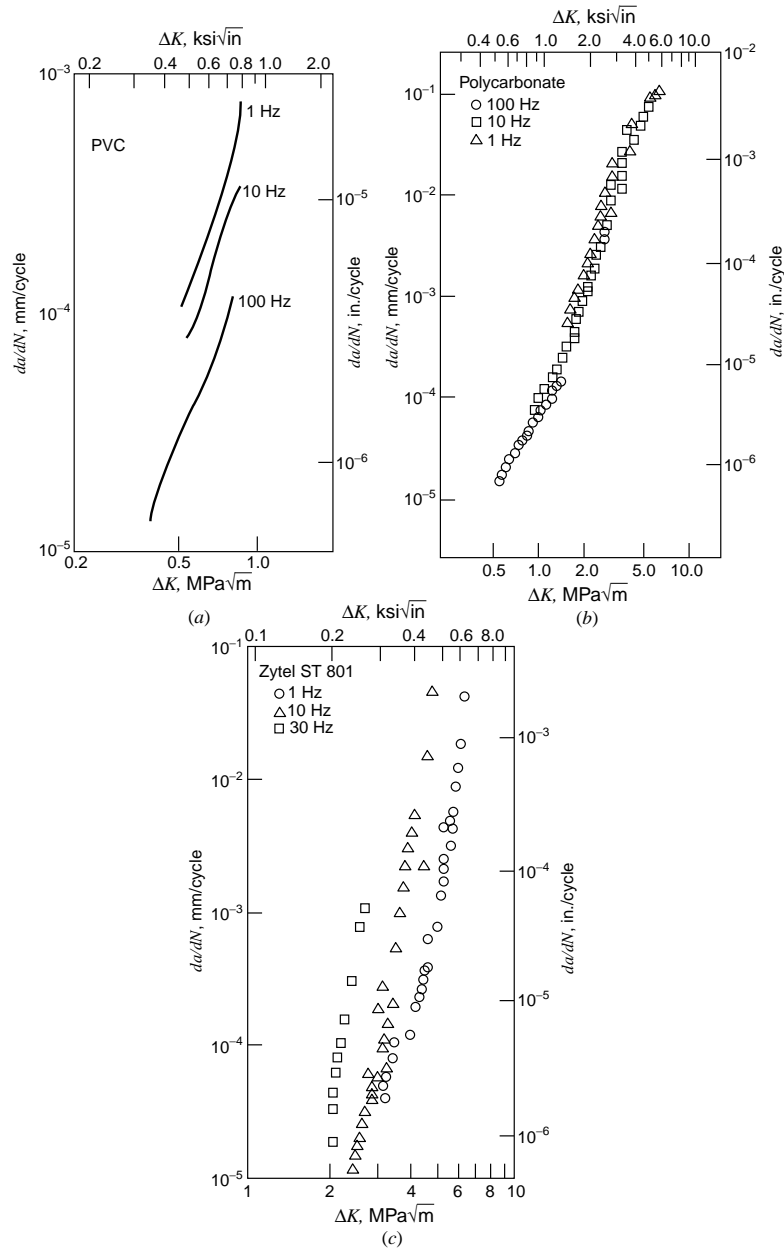 ΔK, ksi√in
0.2 0.4 0.6 0.8 1.0 2.0
10⁻³
PVC
1 Hz
10 Hz
100 Hz
10⁻⁵
10⁻⁴
10⁻⁶
10⁻⁵
da/dN, mm/cycle
da/dN, in./cycle
0.2 0.5 1.0
ΔK, MPa√m
(a)
ΔK, ksi√in
0.4 0.6 1.0 2.0 4.0 6.0 10.0
10⁻²
Polycarbonate
100 Hz
10 Hz
1 Hz
10⁻¹
10⁻³
10⁻²
10⁻⁴
10⁻³
10⁻⁵
10⁻⁴
10⁻⁶
10⁻⁵
da/dN, mm/cycle
da/dN, in./cycle
0.5 1.0 2.0 5.0 10.0
ΔK, MPa√m
(b)
ΔK, ksi√in
0.1 0.2 0.4 0.6 8.0
10⁻¹
Zytel ST 801
1 Hz
10 Hz
30 Hz
10⁻³
10⁻²
10⁻⁴
10⁻³
10⁻⁵
10⁻⁴
10⁻⁶
10⁻⁵
da/dN, mm/cycle
da/dN, in./cycle
1 2 4 6 8 10
ΔK, MPa√m
(c)